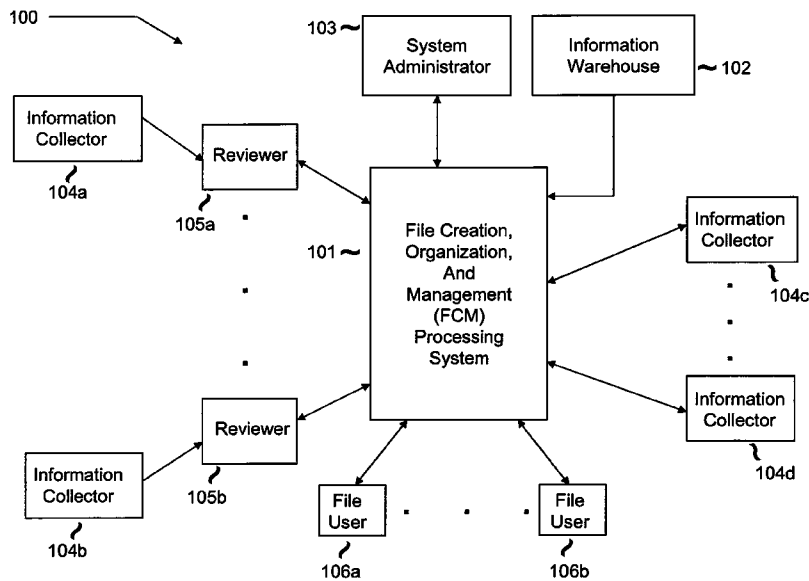 100
103
System
Administrator
Information
Warehouse
102
Information
Collector
104a
Reviewer
105a
101
File Creation,
Organization,
And
Management
(FCM)
Processing
System
Information
Collector
104c
Reviewer
105b
Information
Collector
104d
Information
Collector
104b
File
User
106a
File
User
106b